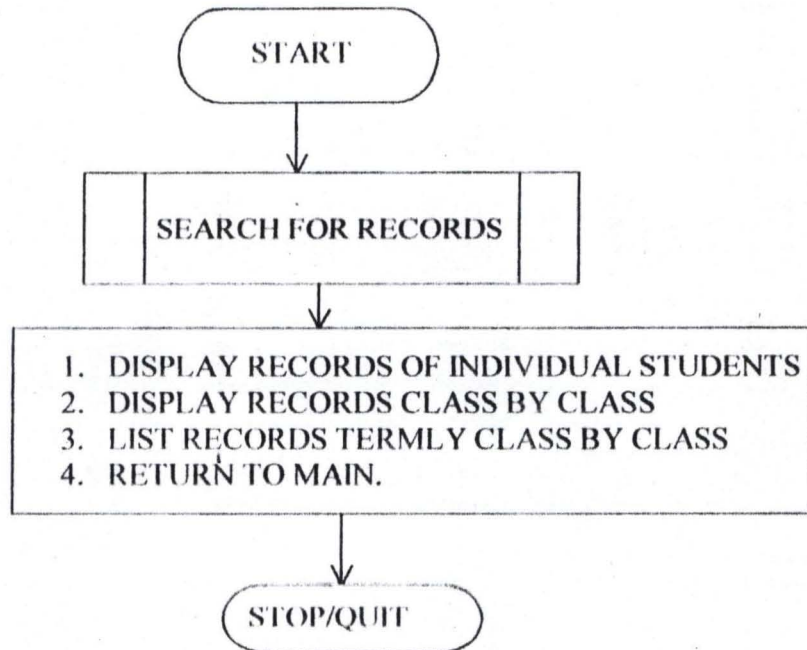 START
SEARCH FOR RECORDS
1. DISPLAY RECORDS OF INDIVIDUAL STUDENTS
2. DISPLAY RECORDS CLASS BY CLASS
3. LIST RECORDS TERMLY CLASS BY CLASS
4. RETURN TO MAIN.
STOP/QUIT